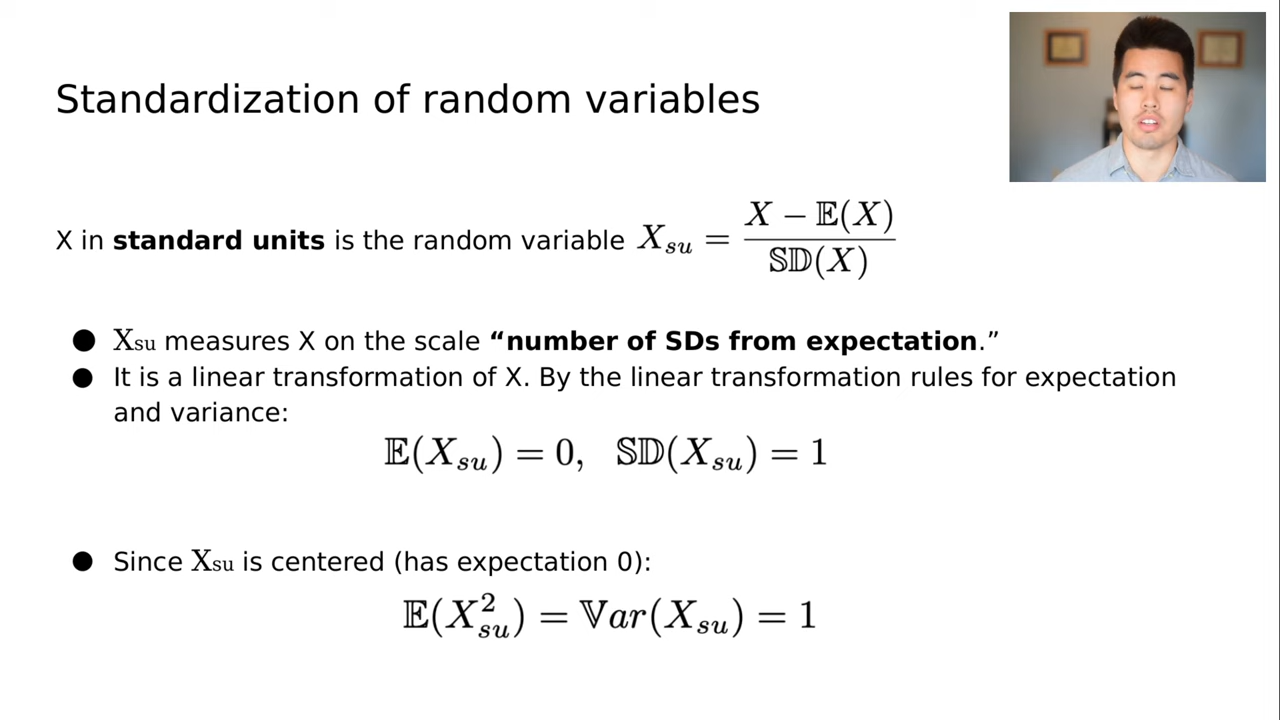 Standardization of random variables
X in standard units is the random variable X_su = (X − 𝔼(X)) / 𝕊𝔻(X)
● X_su measures X on the scale “number of SDs from expectation.”
● It is a linear transformation of X. By the linear transformation rules for expectation
and variance:
𝔼(X_su) = 0, 𝕊𝔻(X_su) = 1
● Since X_su is centered (has expectation 0):
𝔼(X²_su) = 𝕍ar(X_su) = 1